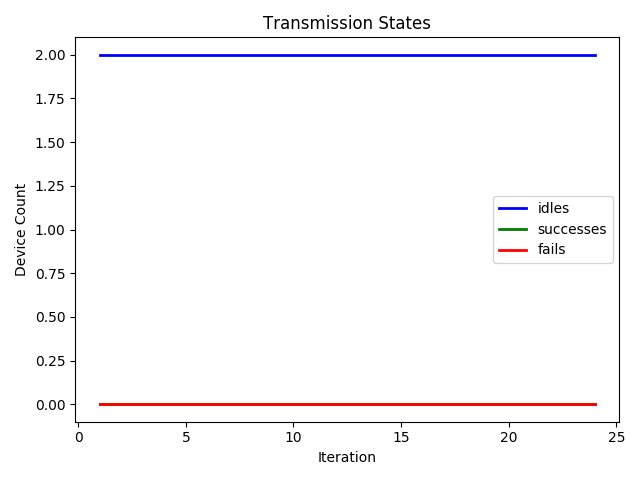 Transmission States
2.00
1.75
1.50
1.25
1.00
0.75
0.50
0.25
0.00
Device Count
idles
successes
fails
0 5 10 15 20 25
Iteration